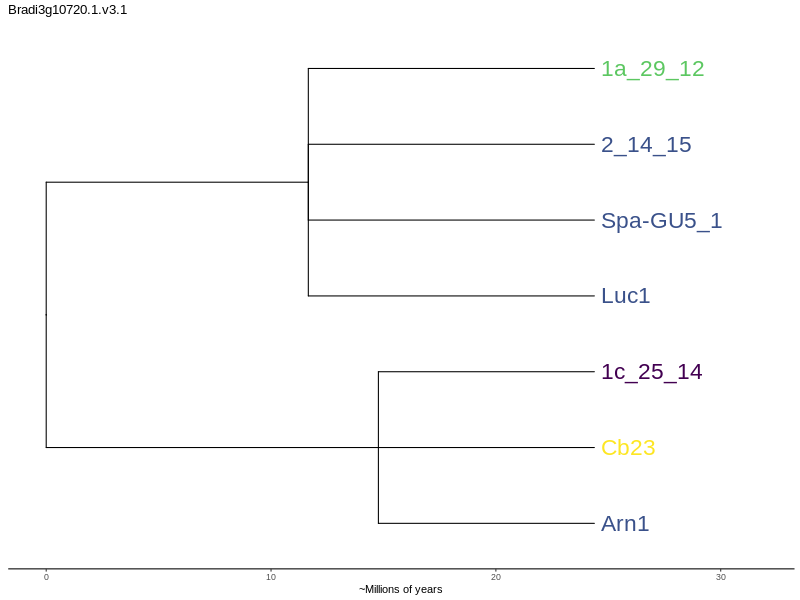 Bradi3g10720.1.v3.1
1a_29_12
2_14_15
Spa-GU5_1
Luc1
1c_25_14
Cb23
Arn1
0 10 20 30
~Millions of years